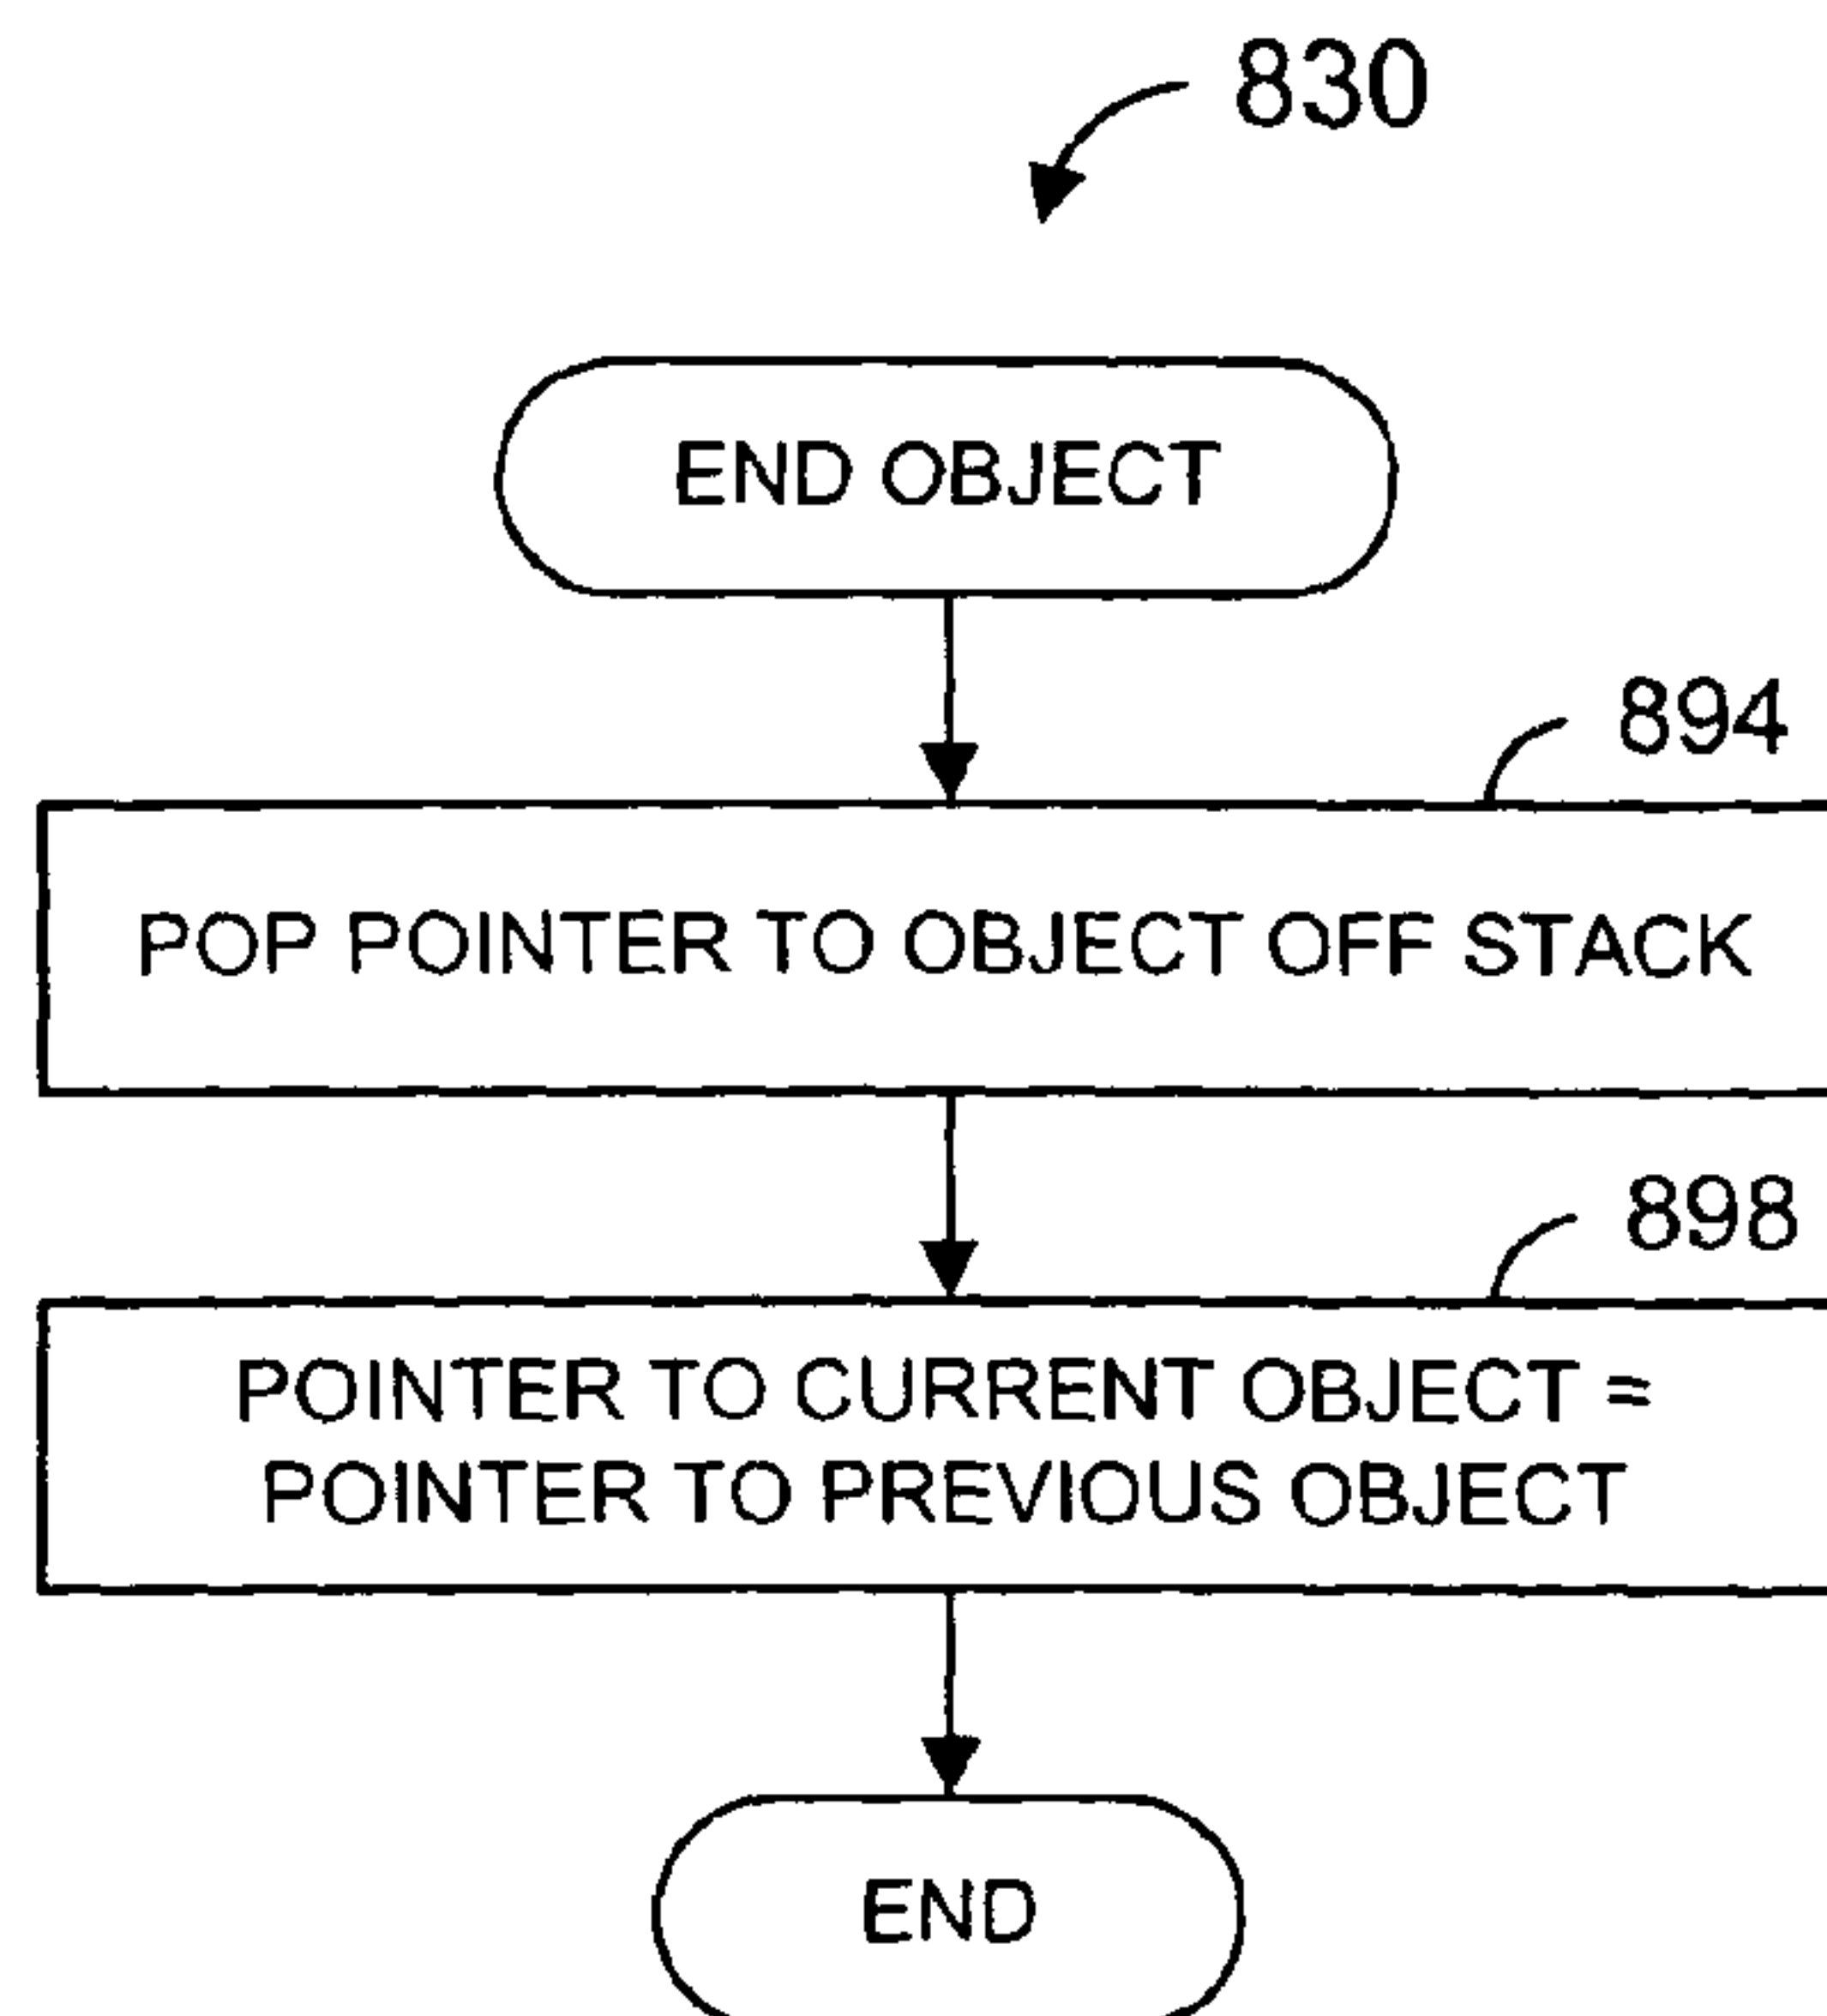 830
END OBJECT
894
POP POINTER TO OBJECT OFF STACK
898
POINTER TO CURRENT OBJECT =
POINTER TO PREVIOUS OBJECT
END